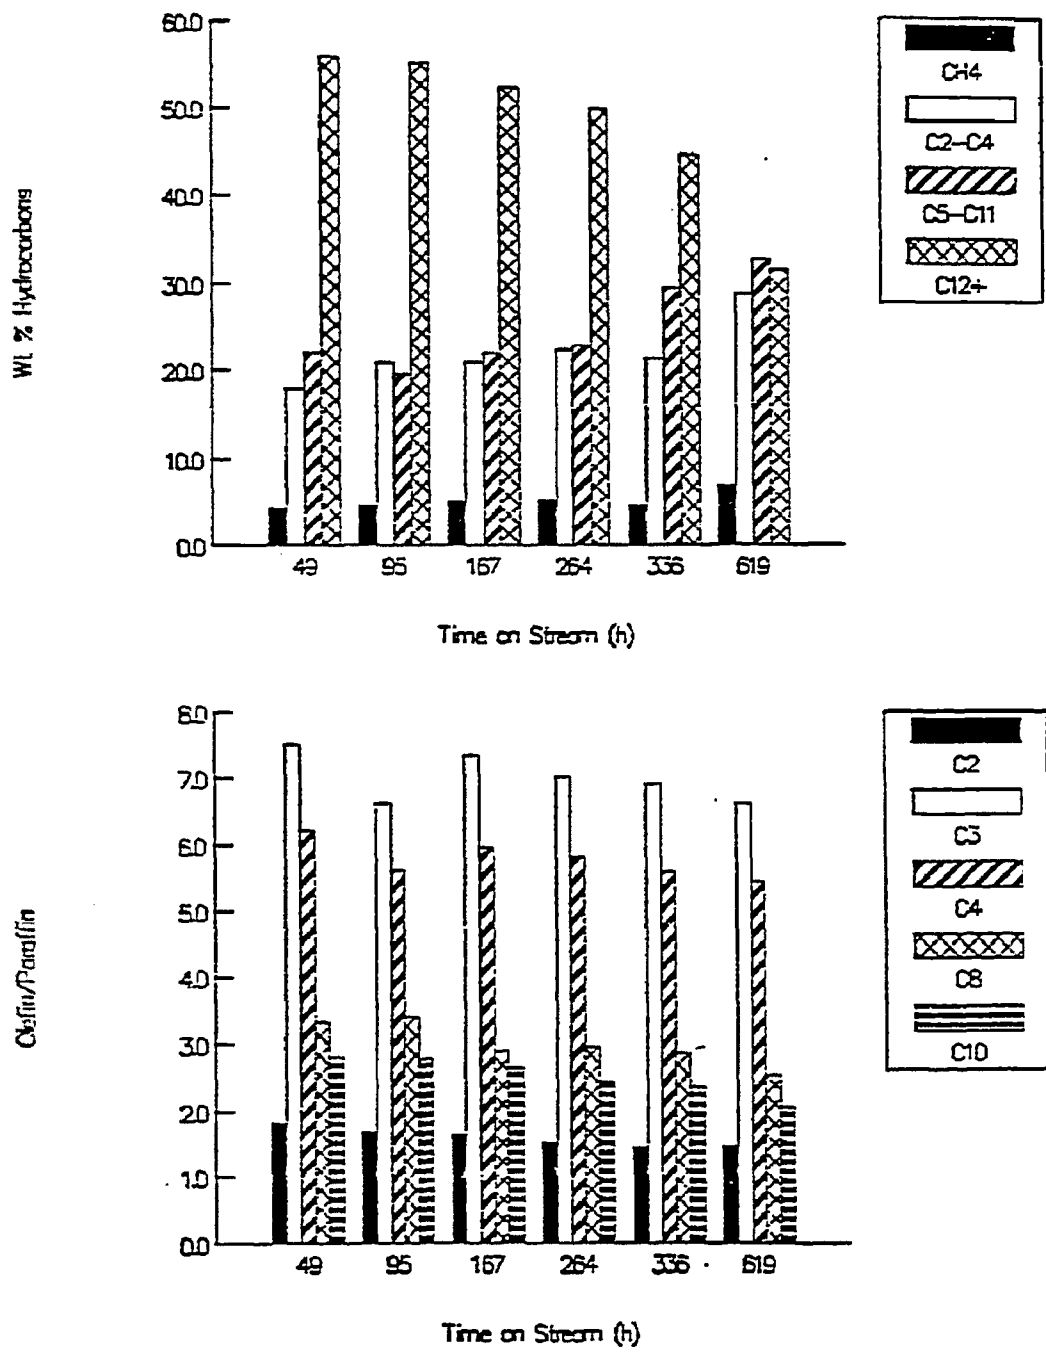 60.0
50.0
40.0
30.0
20.0
10.0
0.0
Wt. % Hydrocarbons
49 95 167 264 336 619
Time on Stream (h)
CH4
C2-C4
C5-C11
C12+
8.0
7.0
6.0
5.0
4.0
3.0
2.0
1.0
0.0
Olefin/Paraffin
49 95 167 264 336 619
Time on Stream (h)
C2
C3
C4
C8
C10